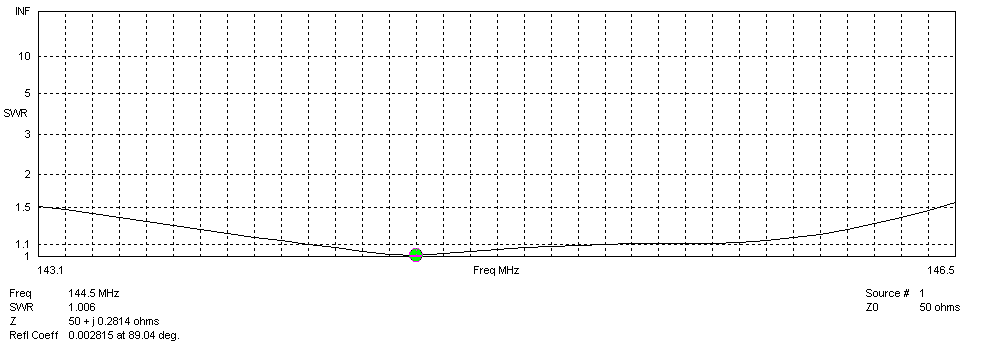 INF
10
5
SWR
3
2
1.5
1.1
1
143.1 Freq MHz 146.5
Freq 144.5 MHz Source # 1
SWR 1.006 Z0 50 ohms
Z 50 + j 0.2814 ohms
Refl Coeff 0.002815 at 89.04 deg.